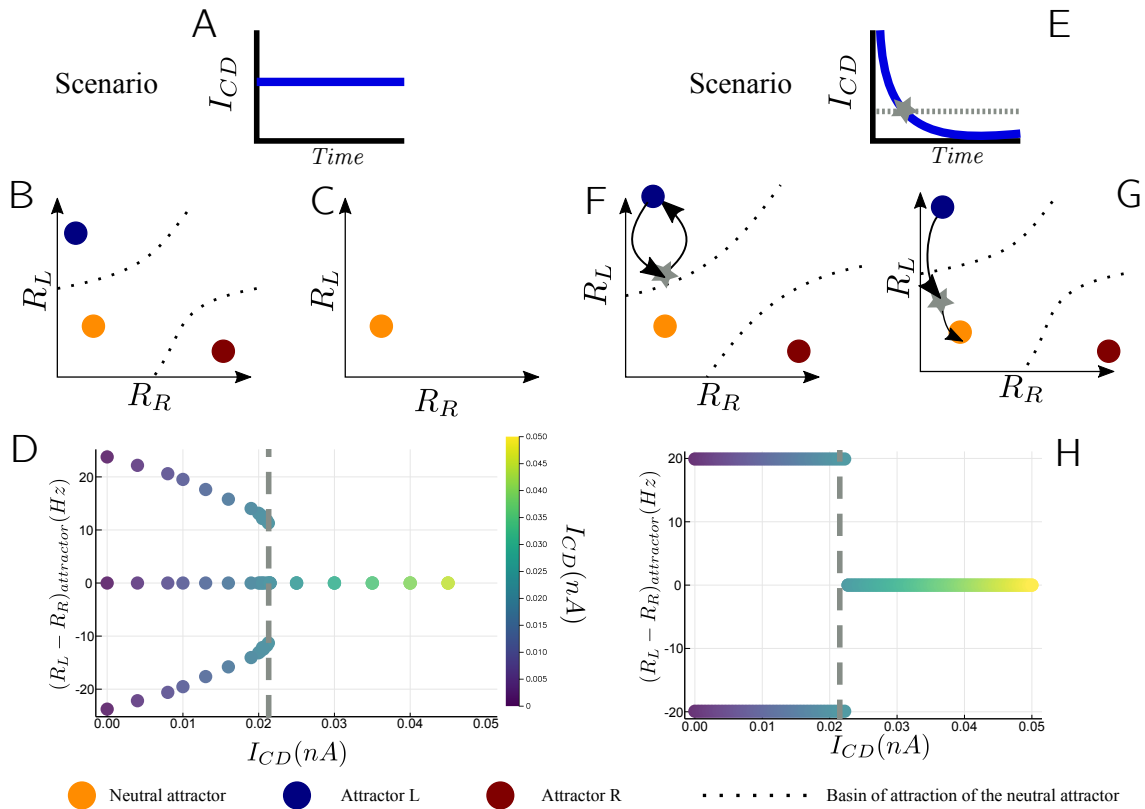 A
E
Scenario
I_{CD}
Time
Scenario
I_{CD}
Time
B
C
F
G
R_L
R_R
R_L
R_R
R_L
R_R
R_L
R_R
D
H
(R_L − R_R)_{attractor}(Hz)
20
10
0
-10
-20
0.00
0.01
0.02
0.03
0.04
0.05
I_{CD}(nA)
0.050
0.045
0.040
0.035
0.030
0.025
0.020
0.015
0.010
0.005
0
I_{CD}(nA)
(R_L − R_R)_{attractor}(Hz)
20
10
0
-10
-20
0.00
0.01
0.02
0.03
0.04
0.05
I_{CD}(nA)
Neutral attractor
Attractor L
Attractor R
Basin of attraction of the neutral attractor